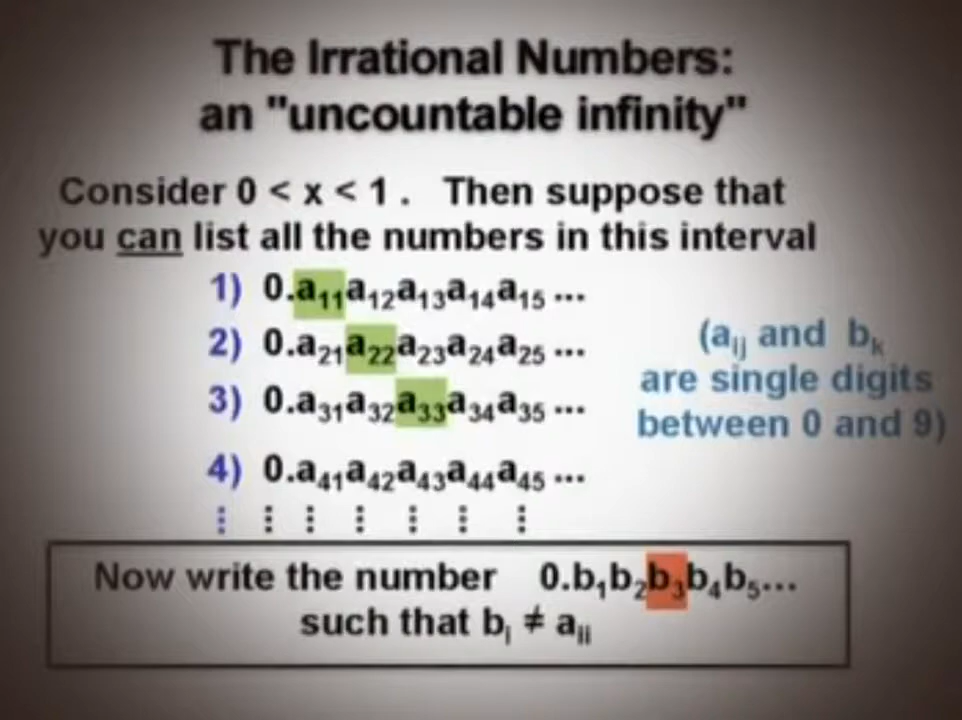 The Irrational Numbers:
an "uncountable infinity"
Consider 0 < x < 1 .   Then suppose that
you can list all the numbers in this interval
1) 0.a₁₁a₁₂a₁₃a₁₄a₁₅ ...
2) 0.a₂₁a₂₂a₂₃a₂₄a₂₅ ...
3) 0.a₃₁a₃₂a₃₃a₃₄a₃₅ ...
4) 0.a₄₁a₄₂a₄₃a₄₄a₄₅ ...
⋮ ⋮ ⋮ ⋮ ⋮ ⋮ ⋮
(aᵢⱼ and bₖ
are single digits
between 0 and 9)
Now write the number   0.b₁b₂b₃b₄b₅...
such that bᵢ ≠ aᵢᵢ